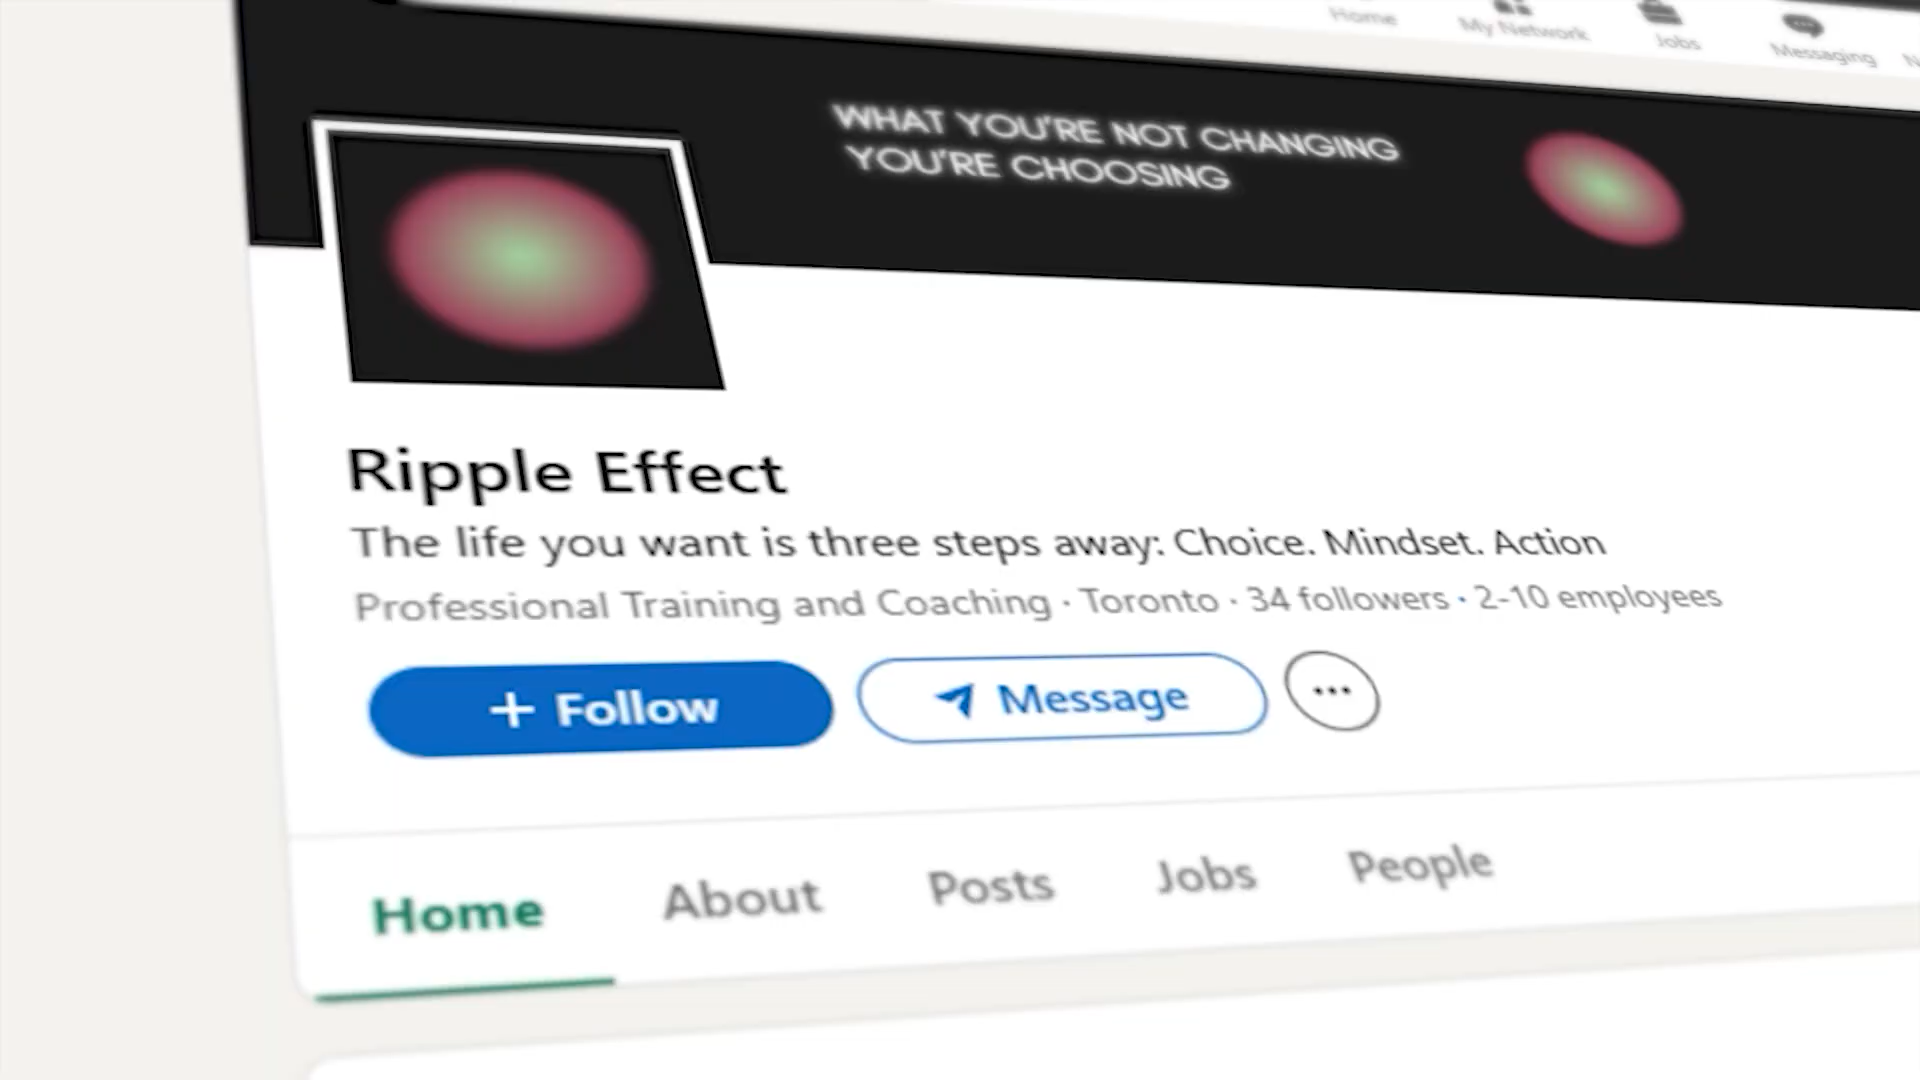 Home
My Network
Jobs
Messaging
WHAT YOU'RE NOT CHANGING
YOU'RE CHOOSING
Ripple Effect
The life you want is three steps away: Choice. Mindset. Action
Professional Training and Coaching · Toronto · 34 followers · 2-10 employees
+ Follow
Message
Home
About
Posts
Jobs
People